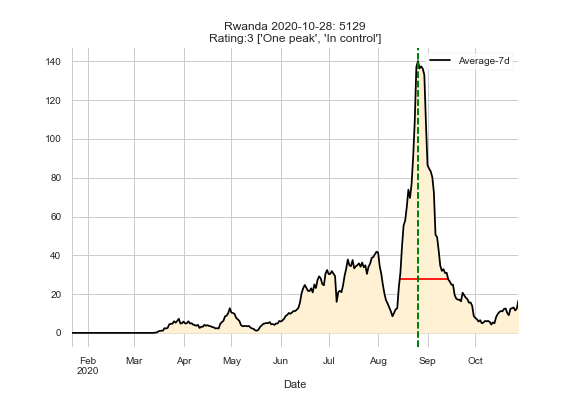 Rwanda 2020-10-28: 5129
Rating:3 ['One peak', 'In control']
Average-7d
140
120
100
80
60
40
20
0
Feb Mar Apr May Jun Jul Aug Sep Oct
2020
Date